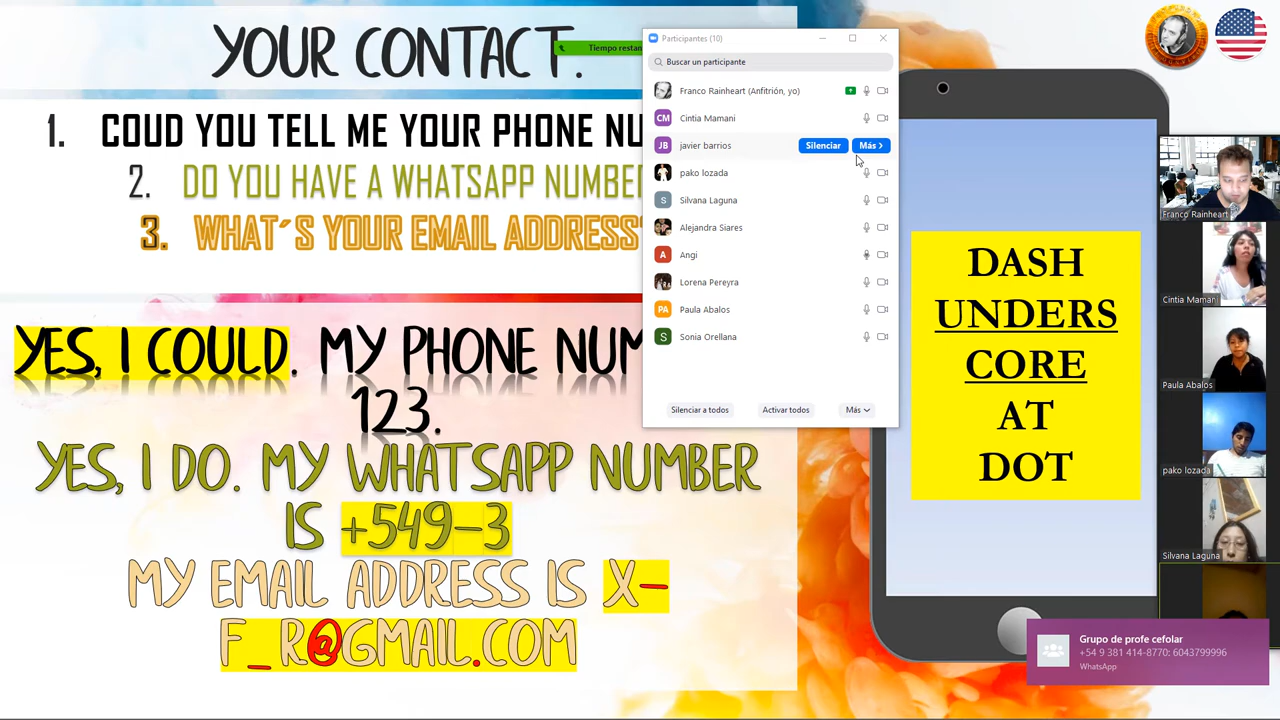 YOUR CONTACT.
Tiempo restan
1. COUD YOU TELL ME YOUR PHONE NU
2. DO YOU HAVE A WHATSAPP NUMBER
3. WHAT´S YOUR EMAIL ADDRESS
YES, I COULD. MY PHONE NUM
123.
YES, I DO. MY WHATSAPP NUMBER
IS +549-3
MY EMAIL ADDRESS IS X-
F_R@GMAIL.COM
Participantes (10)
Buscar un participante
Franco Rainheart (Anfitrión, yo)
CM Cintia Mamani
JB javier barrios Silenciar Más >
pako lozada
S Silvana Laguna
Alejandra Siares
A Angi
Lorena Pereyra
PA Paula Abalos
S Sonia Orellana
Silenciar a todos Activar todos Más
DASH
UNDERS
CORE
AT
DOT
Franco Rainheart
Cintia Mamani
Paula Abalos
pako lozada
Silvana Laguna
Grupo de profe cefolar
+54 9 381 414-8770: 6043799996
WhatsApp